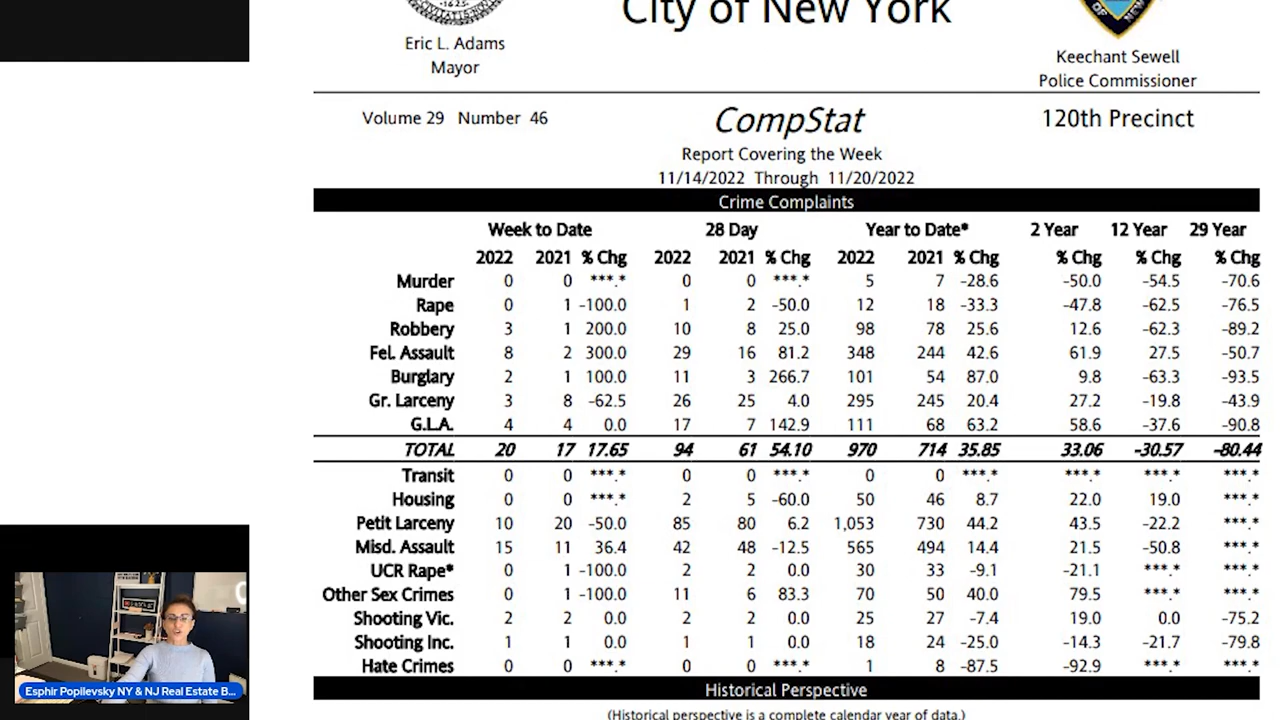 City of New York
Eric L. Adams
Mayor
Keechant Sewell
Police Commissioner
Volume 29 Number 46
CompStat
120th Precinct
Report Covering the Week
11/14/2022 Through 11/20/2022
Crime Complaints
Week to Date 28 Day Year to Date* 2 Year 12 Year 29 Year
2022 2021 % Chg 2022 2021 % Chg 2022 2021 % Chg % Chg % Chg % Chg
Murder 0 0 ***.* 0 0 ***.* 5 7 -28.6 -50.0 -54.5 -70.6
Rape 0 1 -100.0 1 2 -50.0 12 18 -33.3 -47.8 -62.5 -76.5
Robbery 3 1 200.0 10 8 25.0 98 78 25.6 12.6 -62.3 -89.2
Fel. Assault 8 2 300.0 29 16 81.2 348 244 42.6 61.9 27.5 -50.7
Burglary 2 1 100.0 11 3 266.7 101 54 87.0 9.8 -63.3 -93.5
Gr. Larceny 3 8 -62.5 26 25 4.0 295 245 20.4 27.2 -19.8 -43.9
G.L.A. 4 4 0.0 17 7 142.9 111 68 63.2 58.6 -37.6 -90.8
TOTAL 20 17 17.65 94 61 54.10 970 714 35.85 33.06 -30.57 -80.44
Transit 0 0 ***.* 0 0 ***.* 0 0 ***.* ***.* ***.* ***.*
Housing 0 0 ***.* 2 5 -60.0 50 46 8.7 22.0 19.0 ***.*
Petit Larceny 10 20 -50.0 85 80 6.2 1,053 730 44.2 43.5 -22.2 ***.*
Misd. Assault 15 11 36.4 42 48 -12.5 565 494 14.4 21.5 -50.8 ***.*
UCR Rape* 0 1 -100.0 2 2 0.0 30 33 -9.1 -21.1 ***.* ***.*
Other Sex Crimes 0 1 -100.0 11 6 83.3 70 50 40.0 79.5 ***.* ***.*
Shooting Vic. 2 2 0.0 2 2 0.0 25 27 -7.4 19.0 0.0 -75.2
Shooting Inc. 1 1 0.0 1 1 0.0 18 24 -25.0 -14.3 -21.7 -79.8
Hate Crimes 0 0 ***.* 0 0 ***.* 1 8 -87.5 -92.9 ***.* ***.*
Historical Perspective
(Historical perspective is a complete calendar year of data.)
Esphir Popilevsky NY & NJ Real Estate B...